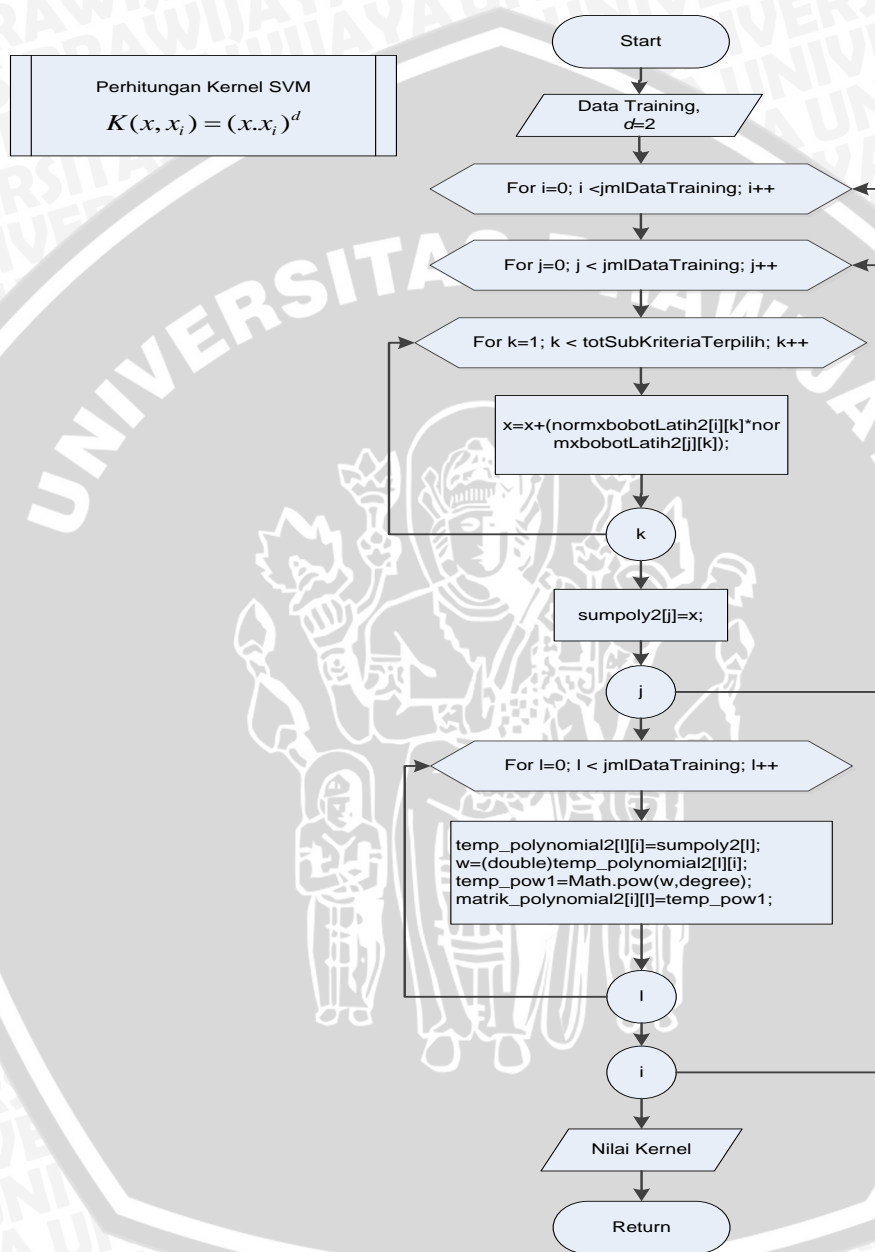 Start
Perhitungan Kernel SVM
K(x, x_i) = (x.x_i)^d
Data Training,
d=2
For i=0; i <jmlDataTraining; i++
For j=0; j < jmlDataTraining; j++
For k=1; k < totSubKriteriaTerpilih; k++
x=x+(normxbobotLatih2[i][k]*nor
mxbobotLatih2[j][k]);
k
sumpoly2[j]=x;
j
For l=0; l < jmlDataTraining; l++
temp_polynomial2[l][i]=sumpoly2[l];
w=(double)temp_polynomial2[l][i];
temp_pow1=Math.pow(w,degree);
matrik_polynomial2[i][l]=temp_pow1;
l
i
Nilai Kernel
Return
UNIVERSITAS BRAWIJAYA